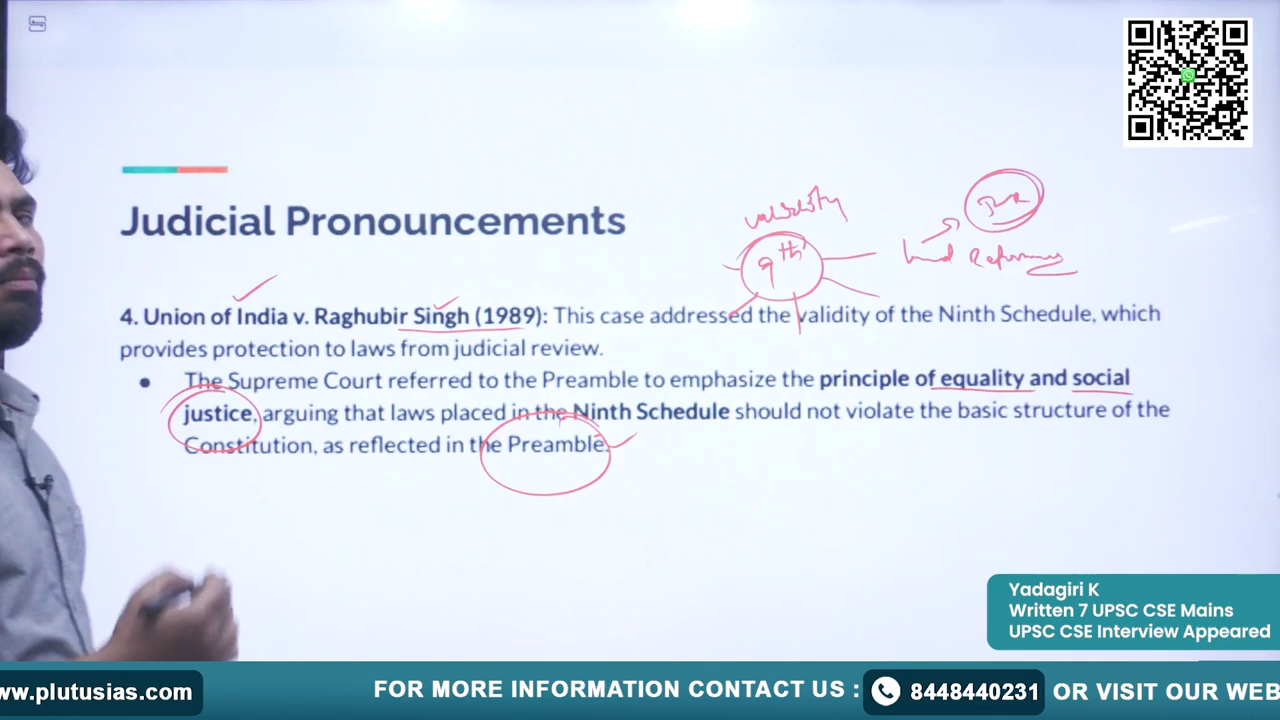 validity
9th
Land Reforms
Judicial Pronouncements
4. Union of India v. Raghubir Singh (1989): This case addressed the validity of the Ninth Schedule, which
provides protection to laws from judicial review.
● The Supreme Court referred to the Preamble to emphasize the principle of equality and social
justice, arguing that laws placed in the Ninth Schedule should not violate the basic structure of the
Constitution, as reflected in the Preamble.
Yadagiri K
Written 7 UPSC CSE Mains
UPSC CSE Interview Appeared
ww.plutusias.com
FOR MORE INFORMATION CONTACT US : 8448440231 OR VISIT OUR WEB